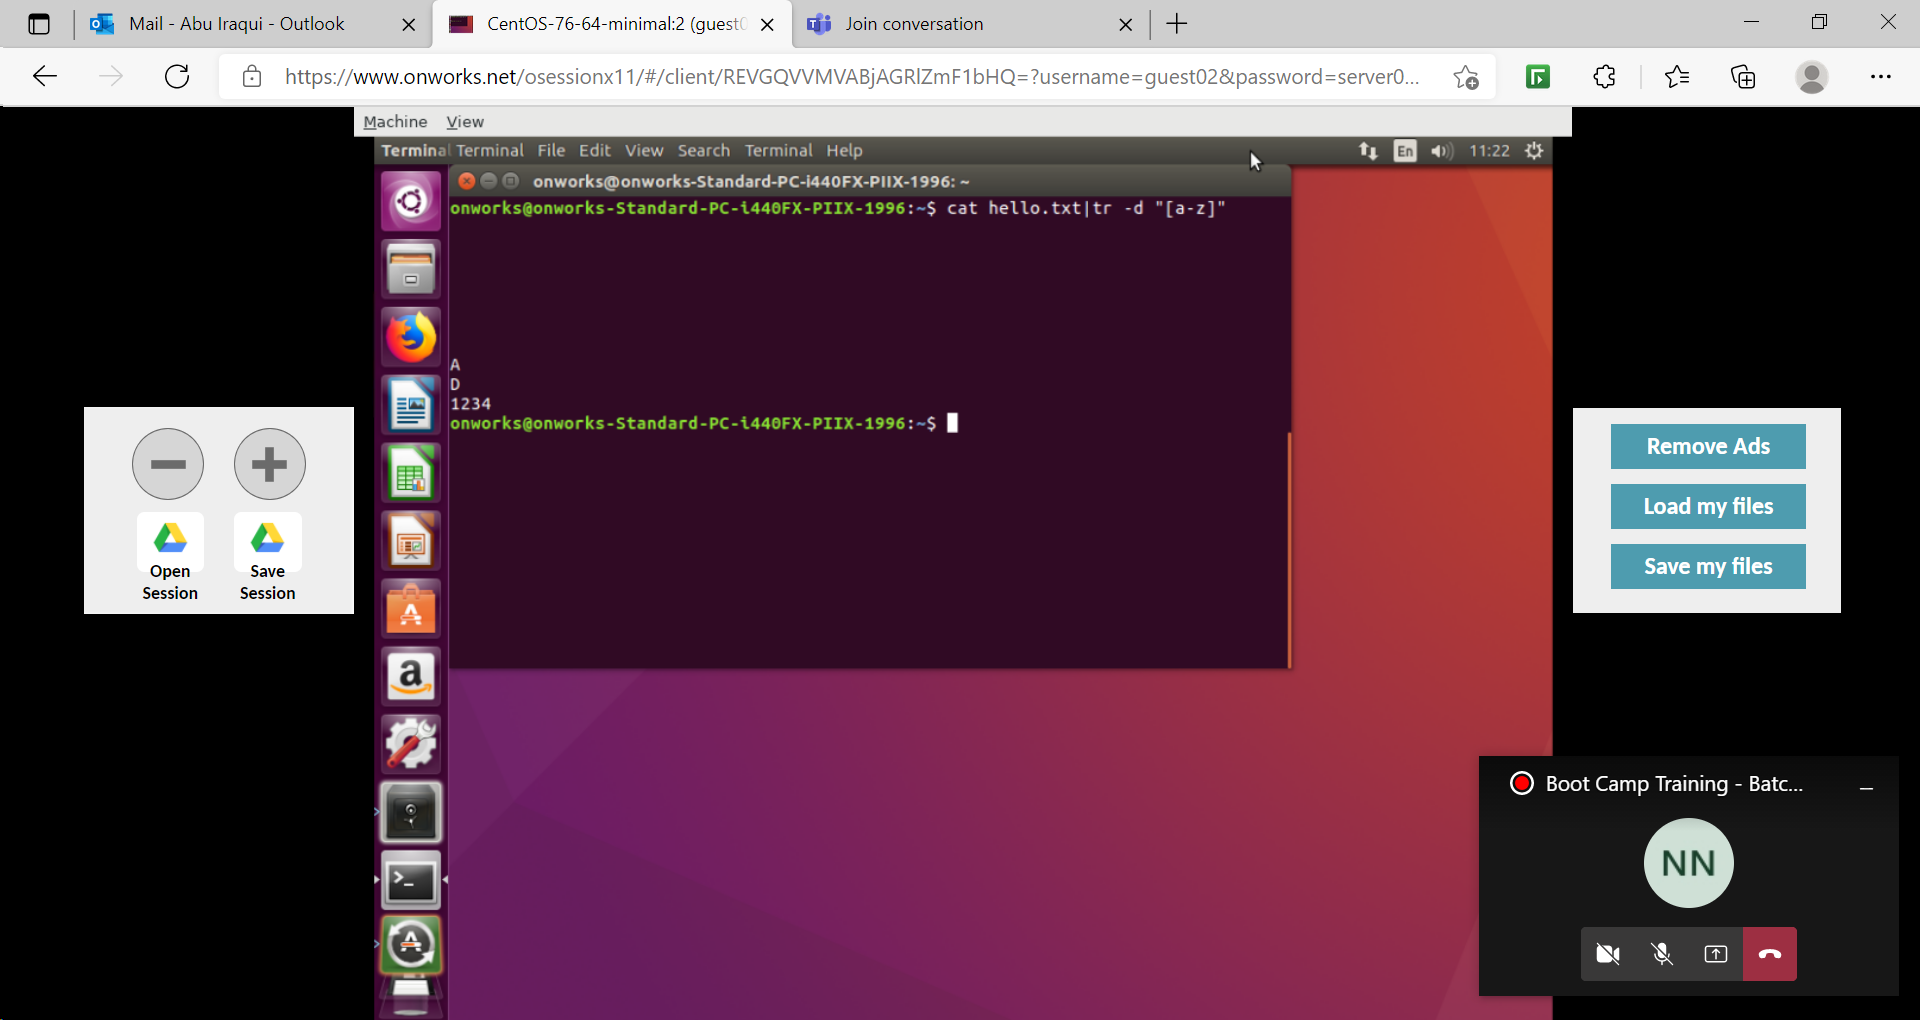 Mail - Abu Iraqui - Outlook
CentOS-76-64-minimal:2 (guest0
Join conversation
https://www.onworks.net/osessionx11/#/client/REVGQVVMVABjAGRlZmF1bHQ=?username=guest02&password=server0...
Machine View
Terminal Terminal File Edit View Search Terminal Help
En 11:22
onworks@onworks-Standard-PC-i440FX-PIIX-1996: ~
onworks@onworks-Standard-PC-i440FX-PIIX-1996:~$ cat hello.txt|tr -d "[a-z]"
A
D
1234
onworks@onworks-Standard-PC-i440FX-PIIX-1996:~$
Open Session
Save Session
Remove Ads
Load my files
Save my files
Boot Camp Training - Batc...
NN